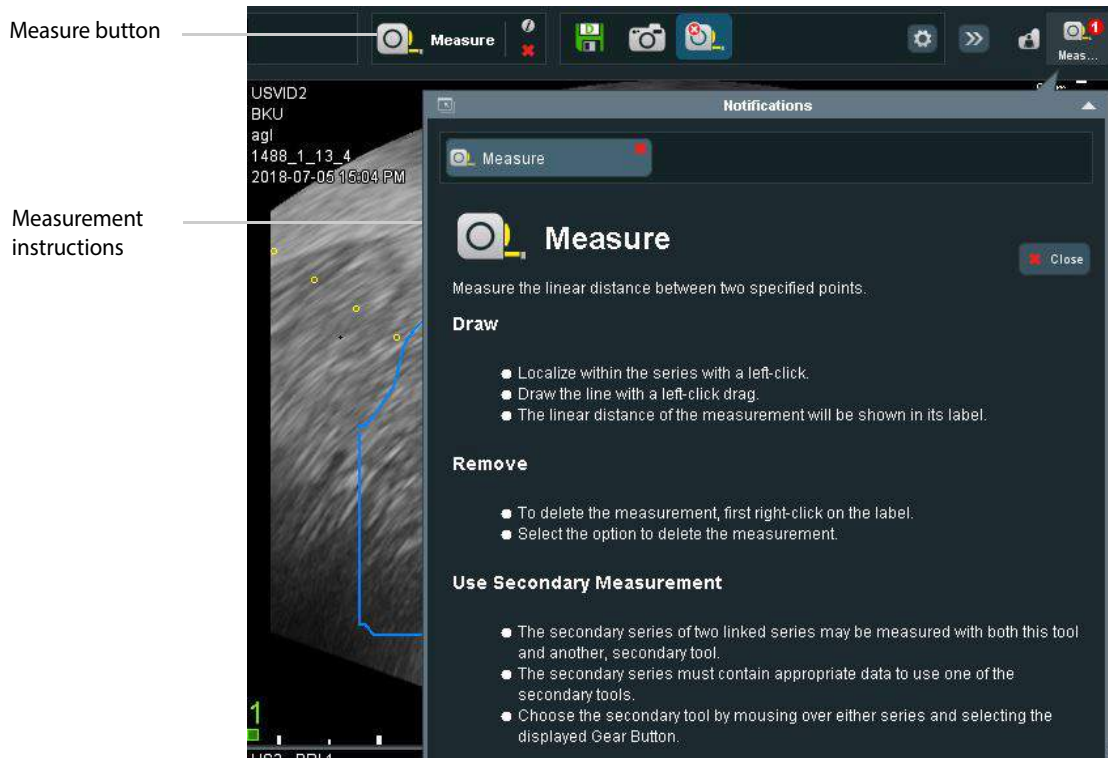 Measure button
Measure
Meas...
1
USVID2
BKU
agl
1488_1_13_4
2018-07-05 15:04 PM
Notifications
Measure
Measurement
instructions
Measure
Close
Measure the linear distance between two specified points.
Draw
Localize within the series with a left-click.
Draw the line with a left-click drag.
The linear distance of the measurement will be shown in its label.
Remove
To delete the measurement, first right-click on the label.
Select the option to delete the measurement.
Use Secondary Measurement
The secondary series of two linked series may be measured with both this tool
and another, secondary tool.
The secondary series must contain appropriate data to use one of the
secondary tools.
Choose the secondary tool by mousing over either series and selecting the
displayed Gear Button.
1